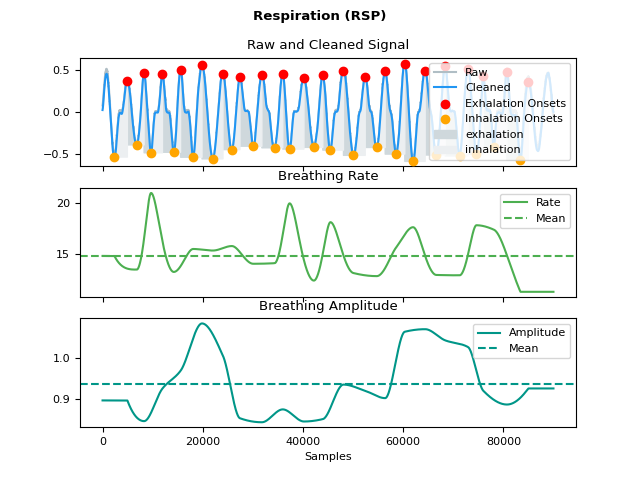 Respiration (RSP)
Raw and Cleaned Signal
0.5
0.0
−0.5
Raw
Cleaned
Exhalation Onsets
Inhalation Onsets
exhalation
inhalation
Breathing Rate
20
15
Rate
Mean
Breathing Amplitude
1.0
0.9
Amplitude
Mean
0 20000 40000 60000 80000
Samples